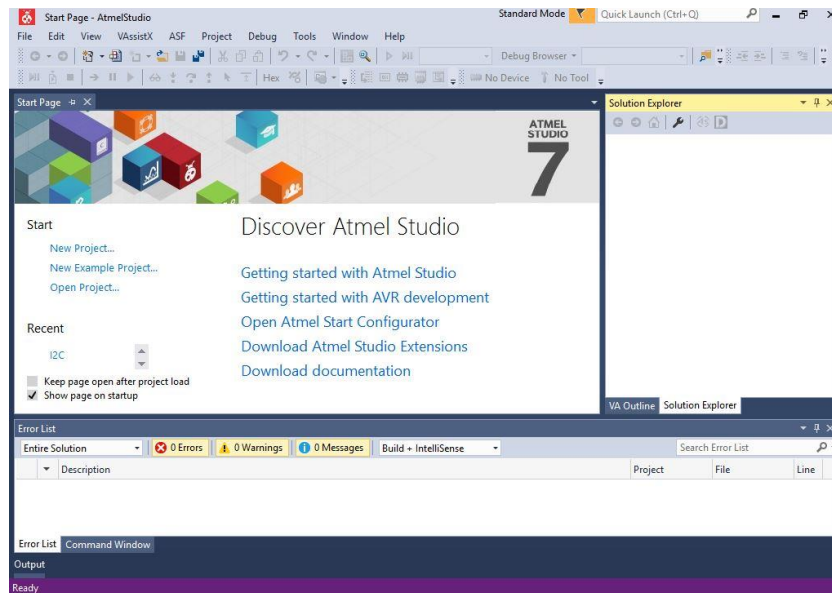 Start Page - AtmelStudio
Standard Mode
Quick Launch (Ctrl+Q)
File Edit View VAssistX ASF Project Debug Tools Window Help
Debug Browser
Hex
No Device No Tool
Start Page
ATMEL
STUDIO
7
Start
New Project...
New Example Project...
Open Project...
Recent
I2C
Keep page open after project load
Show page on startup
Discover Atmel Studio
Getting started with Atmel Studio
Getting started with AVR development
Open Atmel Start Configurator
Download Atmel Studio Extensions
Download documentation
Solution Explorer
VA Outline Solution Explorer
Error List
Entire Solution 0 Errors 0 Warnings 0 Messages Build + IntelliSense Search Error List
Description Project File Line
Error List Command Window
Output
Ready